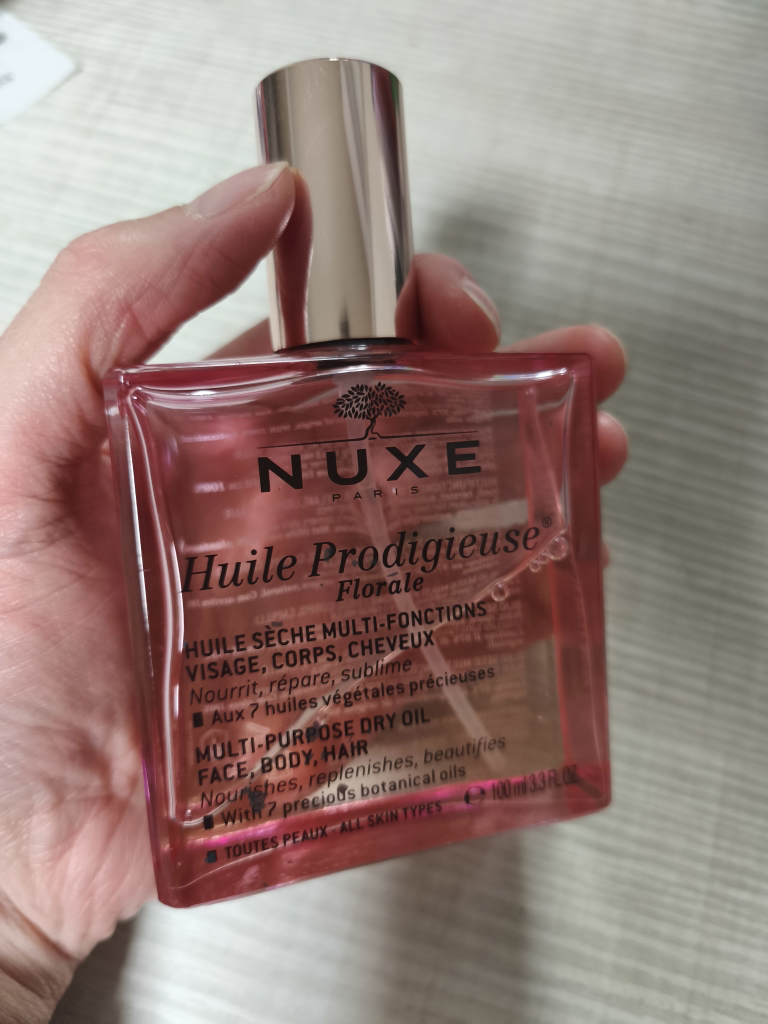 NUXE
PARIS
Huile Prodigieuse®
Florale
HUILE SÈCHE MULTI-FONCTIONS
VISAGE, CORPS, CHEVEUX
Nourrit, répare, sublime
Aux 7 huiles végétales précieuses
MULTI-PURPOSE DRY OIL
FACE, BODY, HAIR
Nourishes, replenishes, beautifies
With 7 precious botanical oils
TOUTES PEAUX - ALL SKIN TYPES
℮ 100 ml 3.3 FL.OZ.